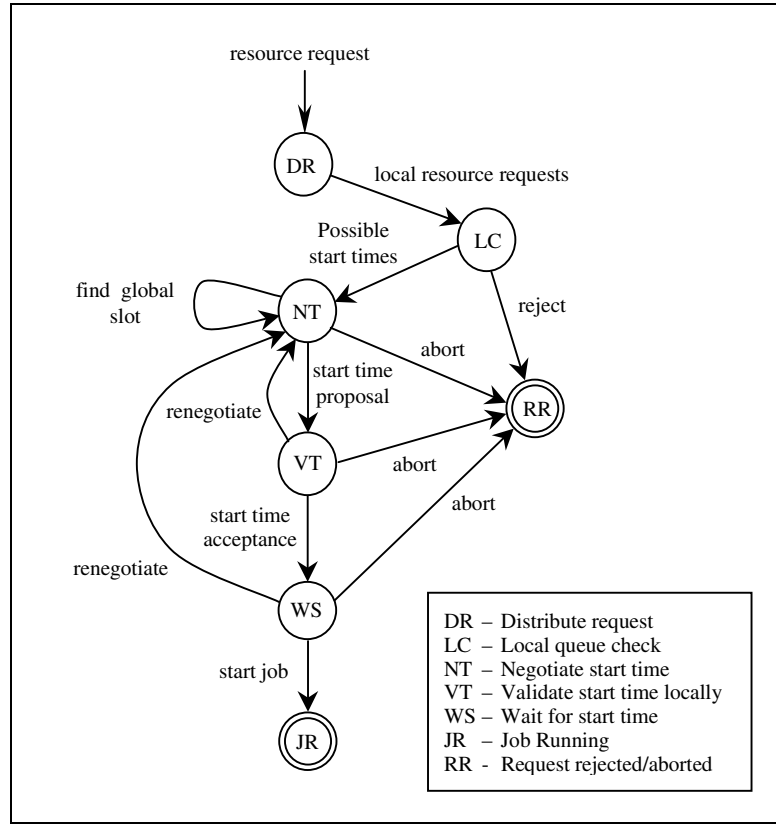 resource request
DR
local resource requests
Possible
start times
LC
find global
slot
NT
reject
abort
start time
proposal
RR
renegotiate
VT
abort
start time
acceptance
abort
renegotiate
WS
start job
JR
DR – Distribute request
LC – Local queue check
NT – Negotiate start time
VT – Validate start time locally
WS – Wait for start time
JR – Job Running
RR - Request rejected/aborted